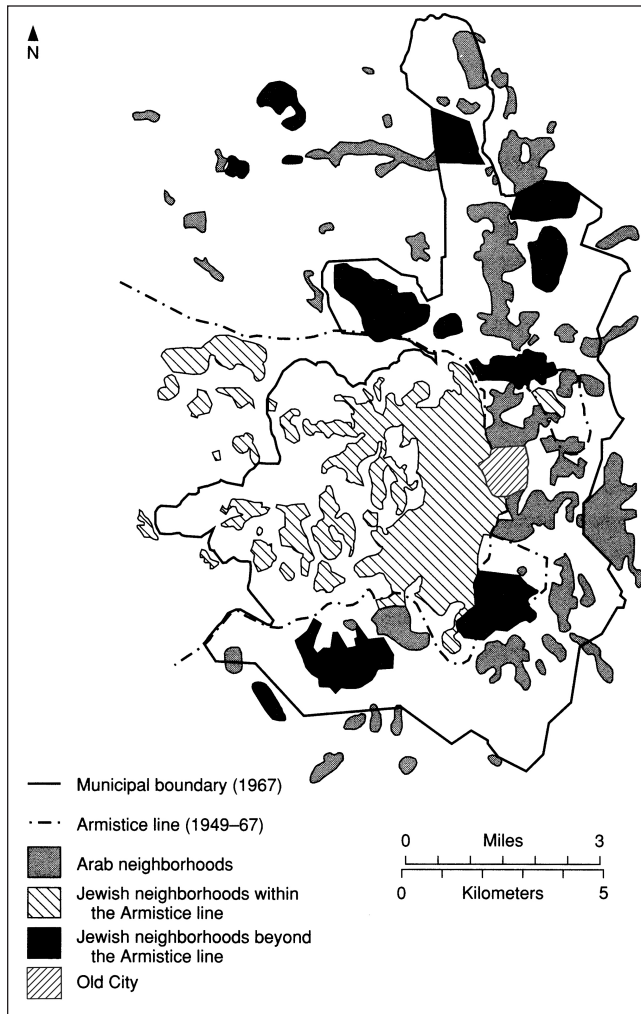 N
Municipal boundary (1967)
Armistice line (1949–67)
Arab neighborhoods
Jewish neighborhoods within
the Armistice line
Jewish neighborhoods beyond
the Armistice line
Old City
0 Miles 3
0 Kilometers 5